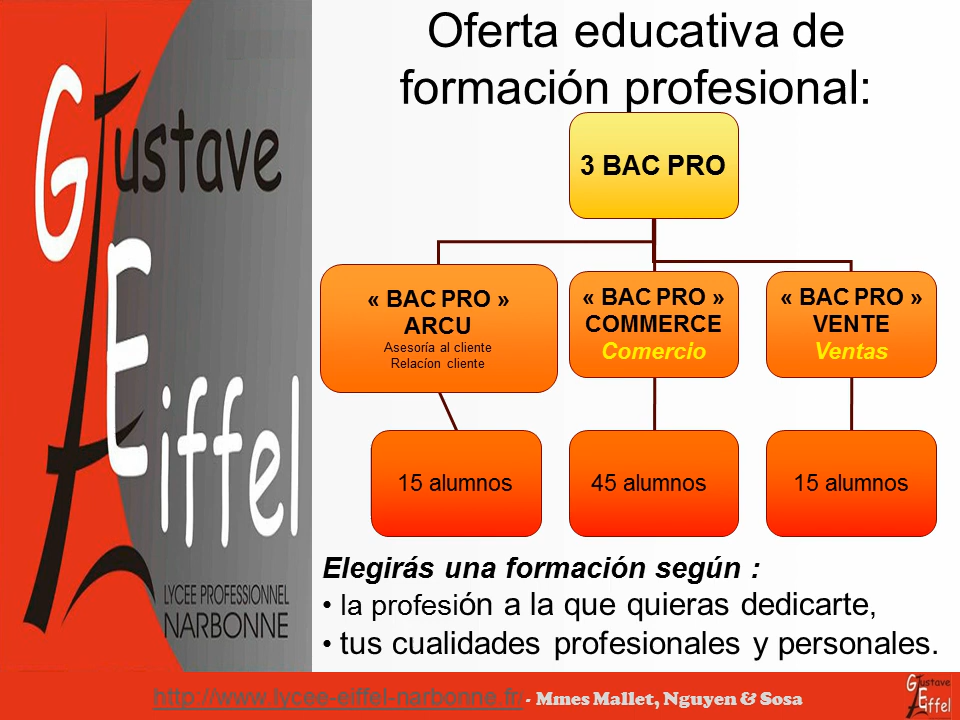 Oferta educativa de
formación profesional:
Gustave
Eiffel
LYCEE PROFESSIONNEL
NARBONNE
3 BAC PRO
« BAC PRO »
ARCU
Asesoría al cliente
Relacíon cliente
« BAC PRO »
COMMERCE
Comercio
« BAC PRO »
VENTE
Ventas
15 alumnos
45 alumnos
15 alumnos
Elegirás una formación según :
• la profesión a la que quieras dedicarte,
• tus cualidades profesionales y personales.
http://www.lycee-eiffel-narbonne.fr/ - Mmes Mallet, Nguyen & Sosa
Gustave
Eiffel